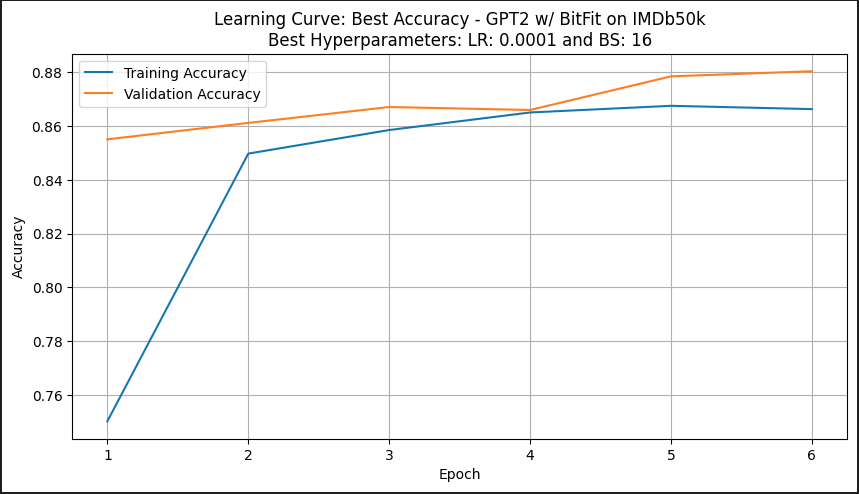 Learning Curve: Best Accuracy - GPT2 w/ BitFit on IMDb50k
Best Hyperparameters: LR: 0.0001 and BS: 16
Training Accuracy
Validation Accuracy
Accuracy
0.88
0.86
0.84
0.82
0.80
0.78
0.76
1 2 3 4 5 6
Epoch